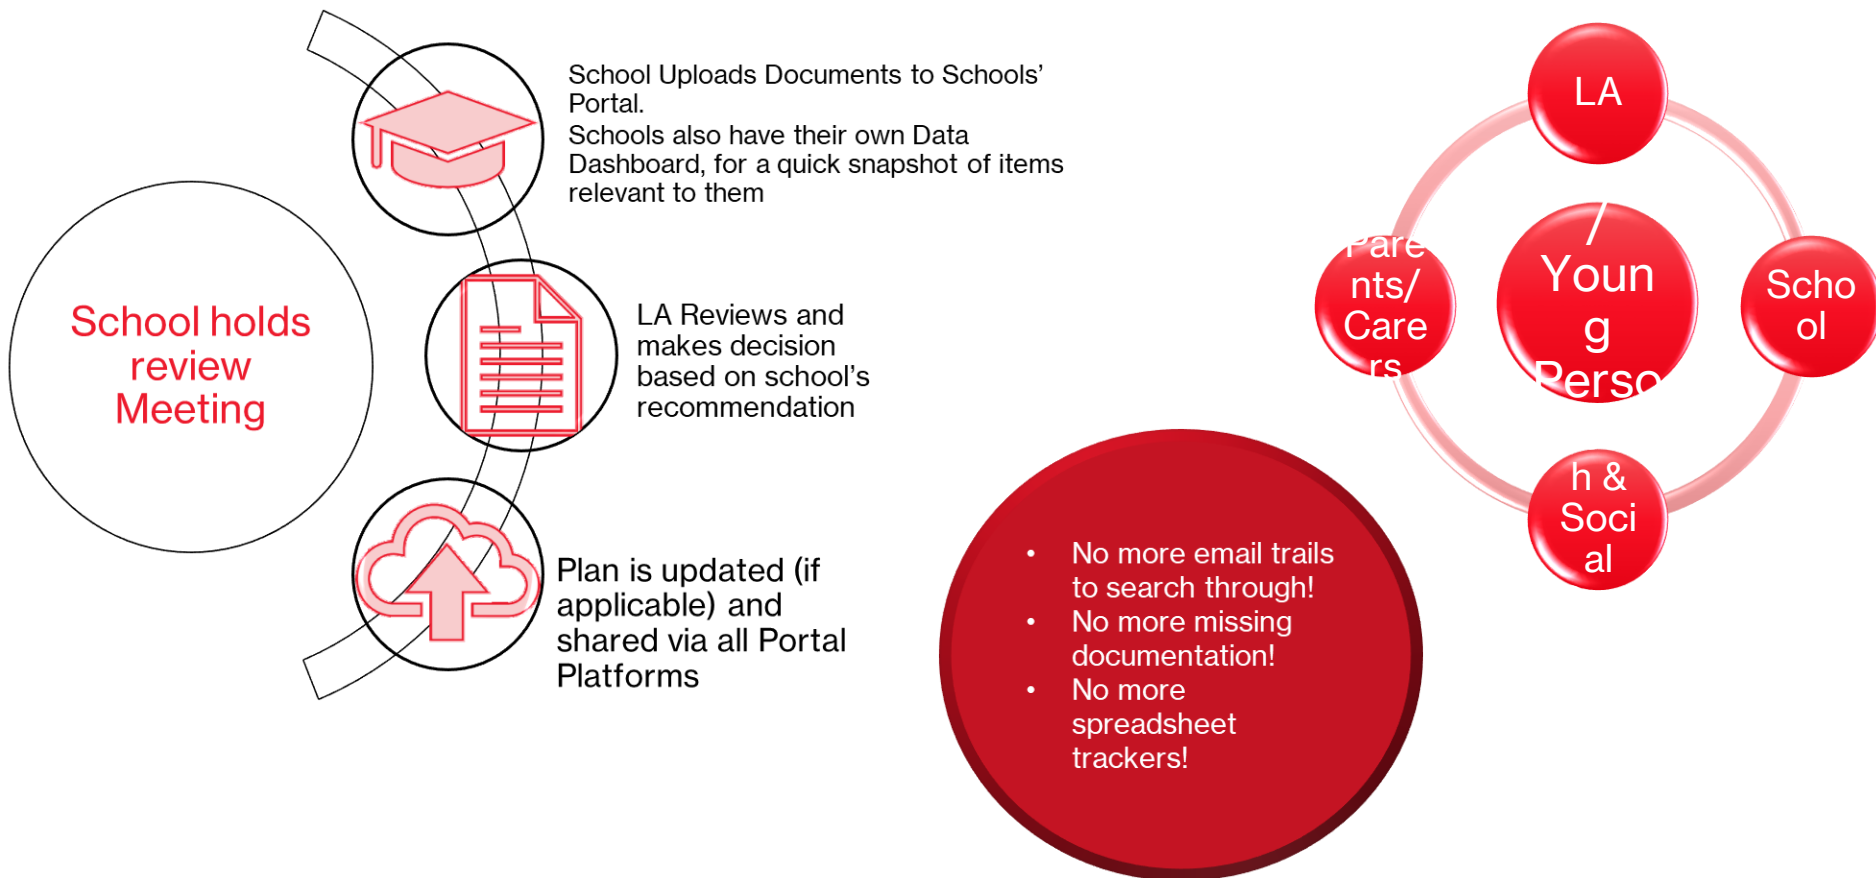 School holds
review
Meeting
School Uploads Documents to Schools’
Portal.
Schools also have their own Data
Dashboard, for a quick snapshot of items
relevant to them
LA Reviews and
makes decision
based on school’s
recommendation
Plan is updated (if
applicable) and
shared via all Portal
Platforms
• No more email trails
to search through!
• No more missing
documentation!
• No more
spreadsheet
trackers!
LA
/
Youn
g
Perso
Scho
ol
h &
Soci
al
Pare
nts/
Care
rs